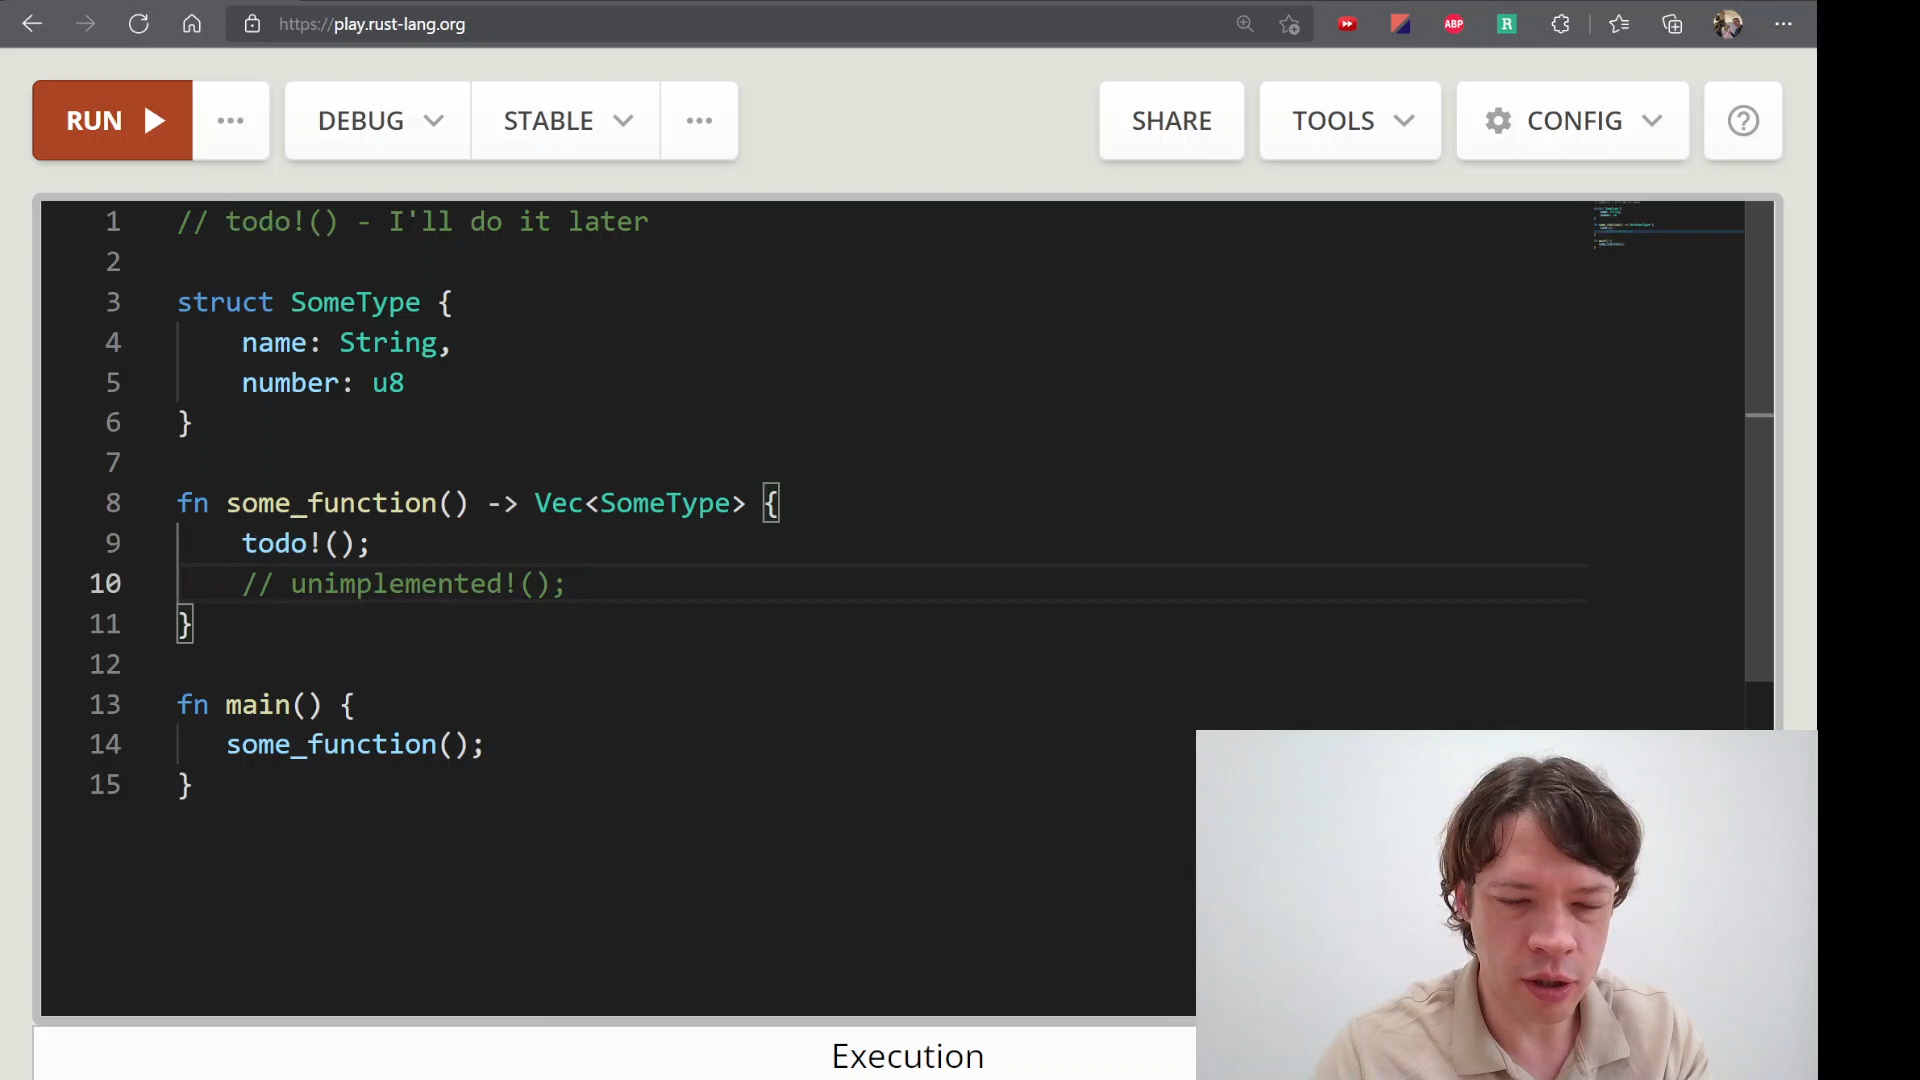 https://play.rust-lang.org
ABP
R
RUN
DEBUG
STABLE
SHARE
TOOLS
CONFIG
1 // todo!() - I'll do it later
2
3 struct SomeType {
4 name: String,
5 number: u8
6 }
7
8 fn some_function() -> Vec<SomeType> {
9 todo!();
10 // unimplemented!();
11 }
12
13 fn main() {
14 some_function();
15 }
Execution